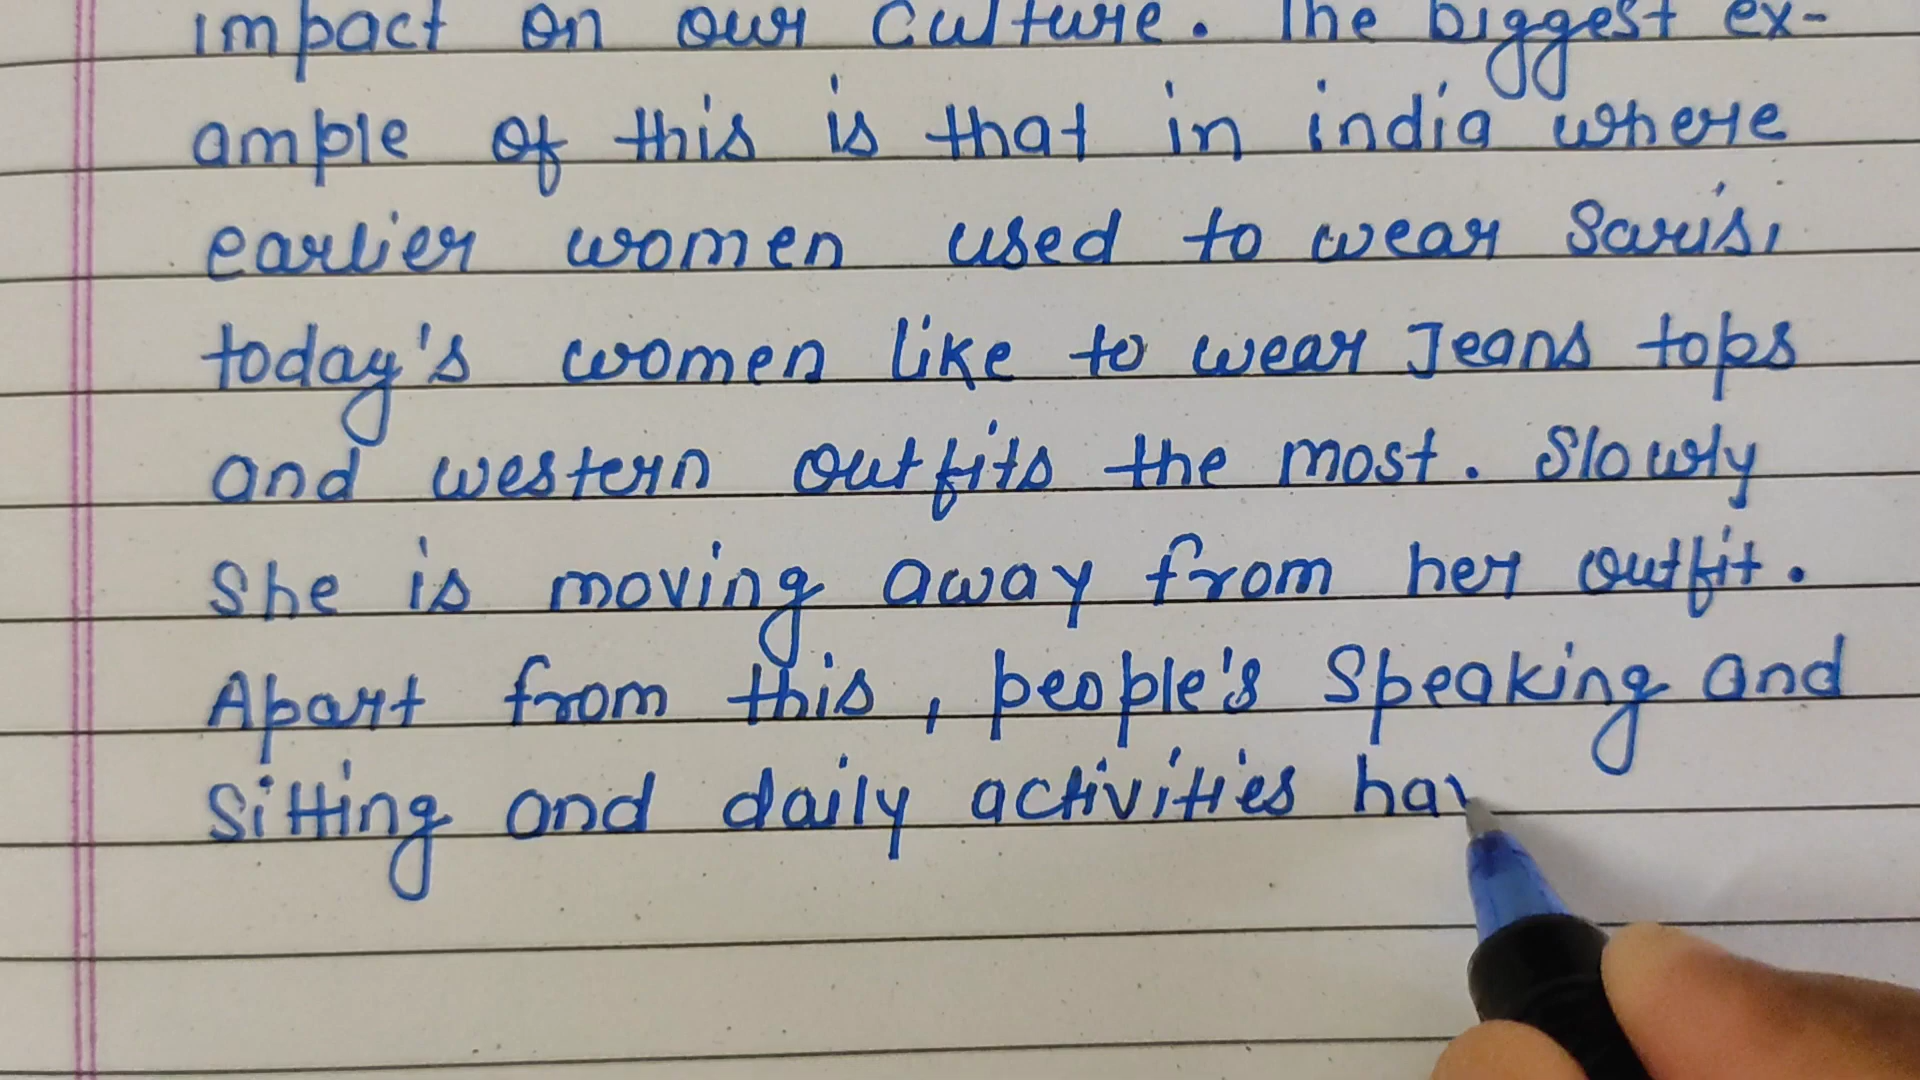 impact on our culture. The biggest ex-
ample of this is that in india where
earlier women used to wear Saris,
today's women like to wear Jeans tops
and western outfits the most. Slowly
She is moving away from her outfit.
Apart from this, people's Speaking and
Sitting and daily activities hav